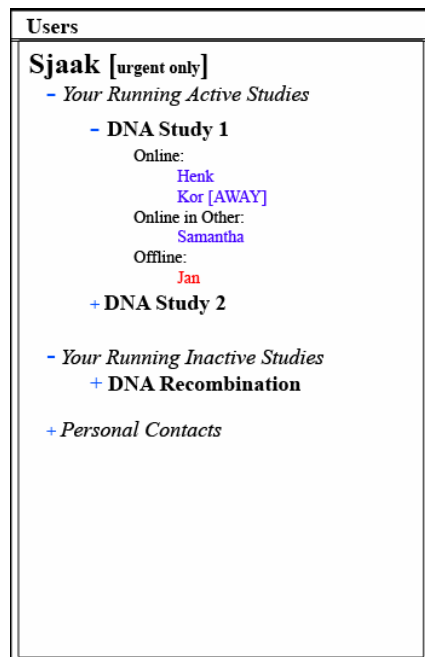 Users
Sjaak [urgent only]
- Your Running Active Studies
- DNA Study 1
Online:
Henk
Kor [AWAY]
Online in Other:
Samantha
Offline:
Jan
+ DNA Study 2
- Your Running Inactive Studies
+ DNA Recombination
+ Personal Contacts